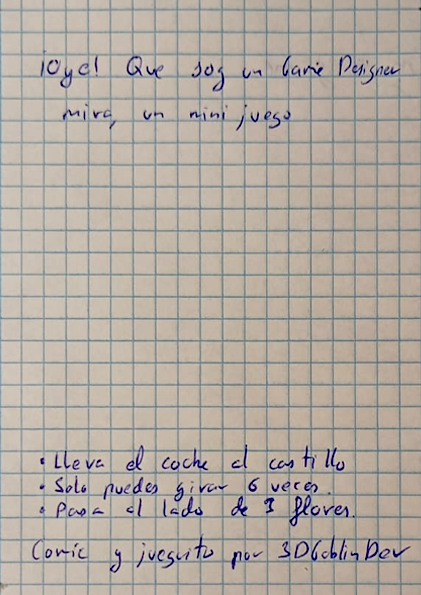 ¡Oye! Que soy un Game Designer
mira, un mini juego
• Lleva el coche al castillo
• Solo puedes girar 6 veces.
• Pasa al lado de 3 flores.
Comic y jueguito por 3DGoblinDev